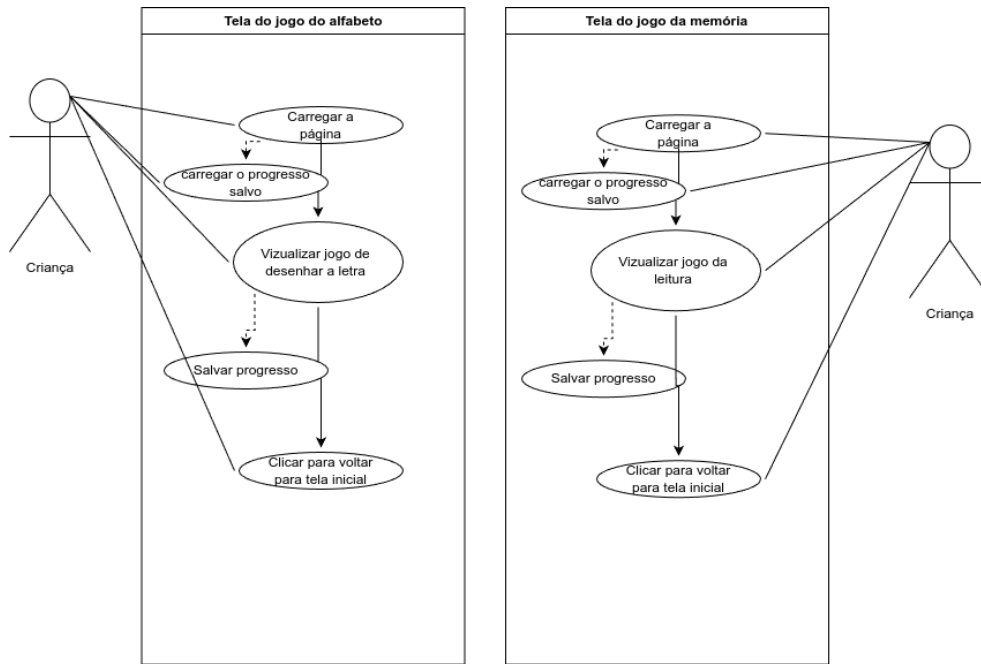 Tela do jogo do alfabeto
Carregar a
página
carregar o progresso
salvo
Vizualizar jogo de
desenhar a letra
Salvar progresso
Clicar para voltar
para tela inicial
Criança
Tela do jogo da memória
Carregar a
página
carregar o progresso
salvo
Vizualizar jogo da
leitura
Salvar progresso
Clicar para voltar
para tela inicial
Criança